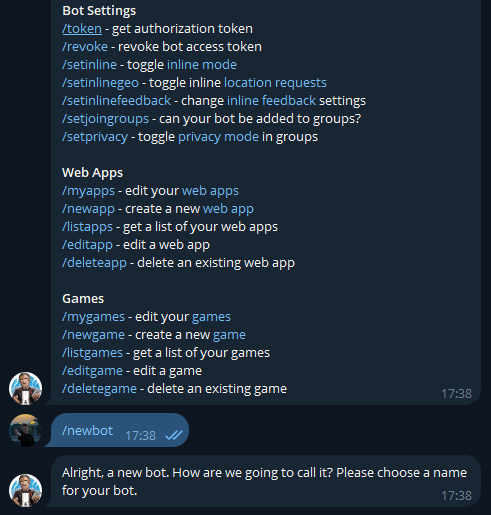 Bot Settings
/token - get authorization token
/revoke - revoke bot access token
/setinline - toggle inline mode
/setinlinegeo - toggle inline location requests
/setinlinefeedback - change inline feedback settings
/setjoingroups - can your bot be added to groups?
/setprivacy - toggle privacy mode in groups
Web Apps
/myapps - edit your web apps
/newapp - create a new web app
/listapps - get a list of your web apps
/editapp - edit a web app
/deleteapp - delete an existing web app
Games
/mygames - edit your games
/newgame - create a new game
/listgames - get a list of your games
/editgame - edit a game
/deletegame - delete an existing game
17:38
/newbot 17:38
Alright, a new bot. How are we going to call it? Please choose a name
for your bot.
17:38